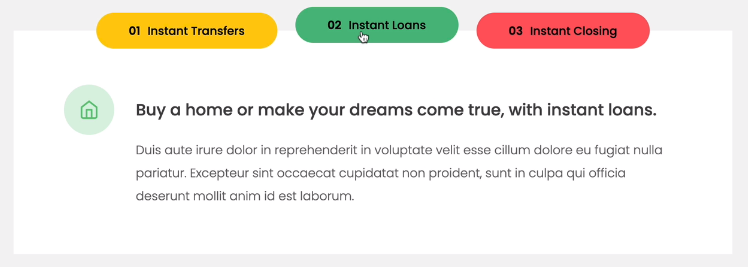 01 Instant Transfers
02 Instant Loans
03 Instant Closing
Buy a home or make your dreams come true, with instant loans.
Duis aute irure dolor in reprehenderit in voluptate velit esse cillum dolore eu fugiat nulla
pariatur. Excepteur sint occaecat cupidatat non proident, sunt in culpa qui officia
deserunt mollit anim id est laborum.